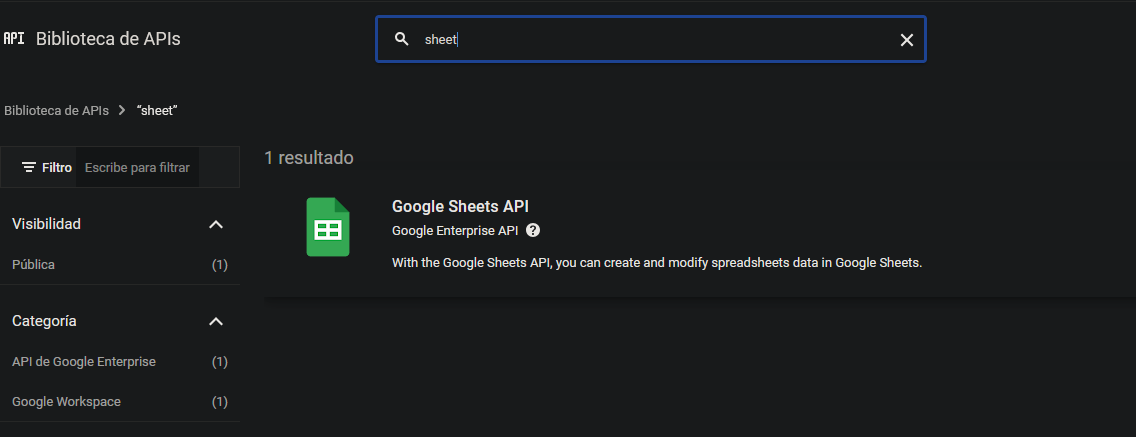 API Biblioteca de APIs
sheet
Biblioteca de APIs > “sheet”
Filtro Escribe para filtrar
1 resultado
Google Sheets API
Google Enterprise API ?
With the Google Sheets API, you can create and modify spreadsheets data in Google Sheets.
Visibilidad
Pública (1)
Categoría
API de Google Enterprise (1)
Google Workspace (1)